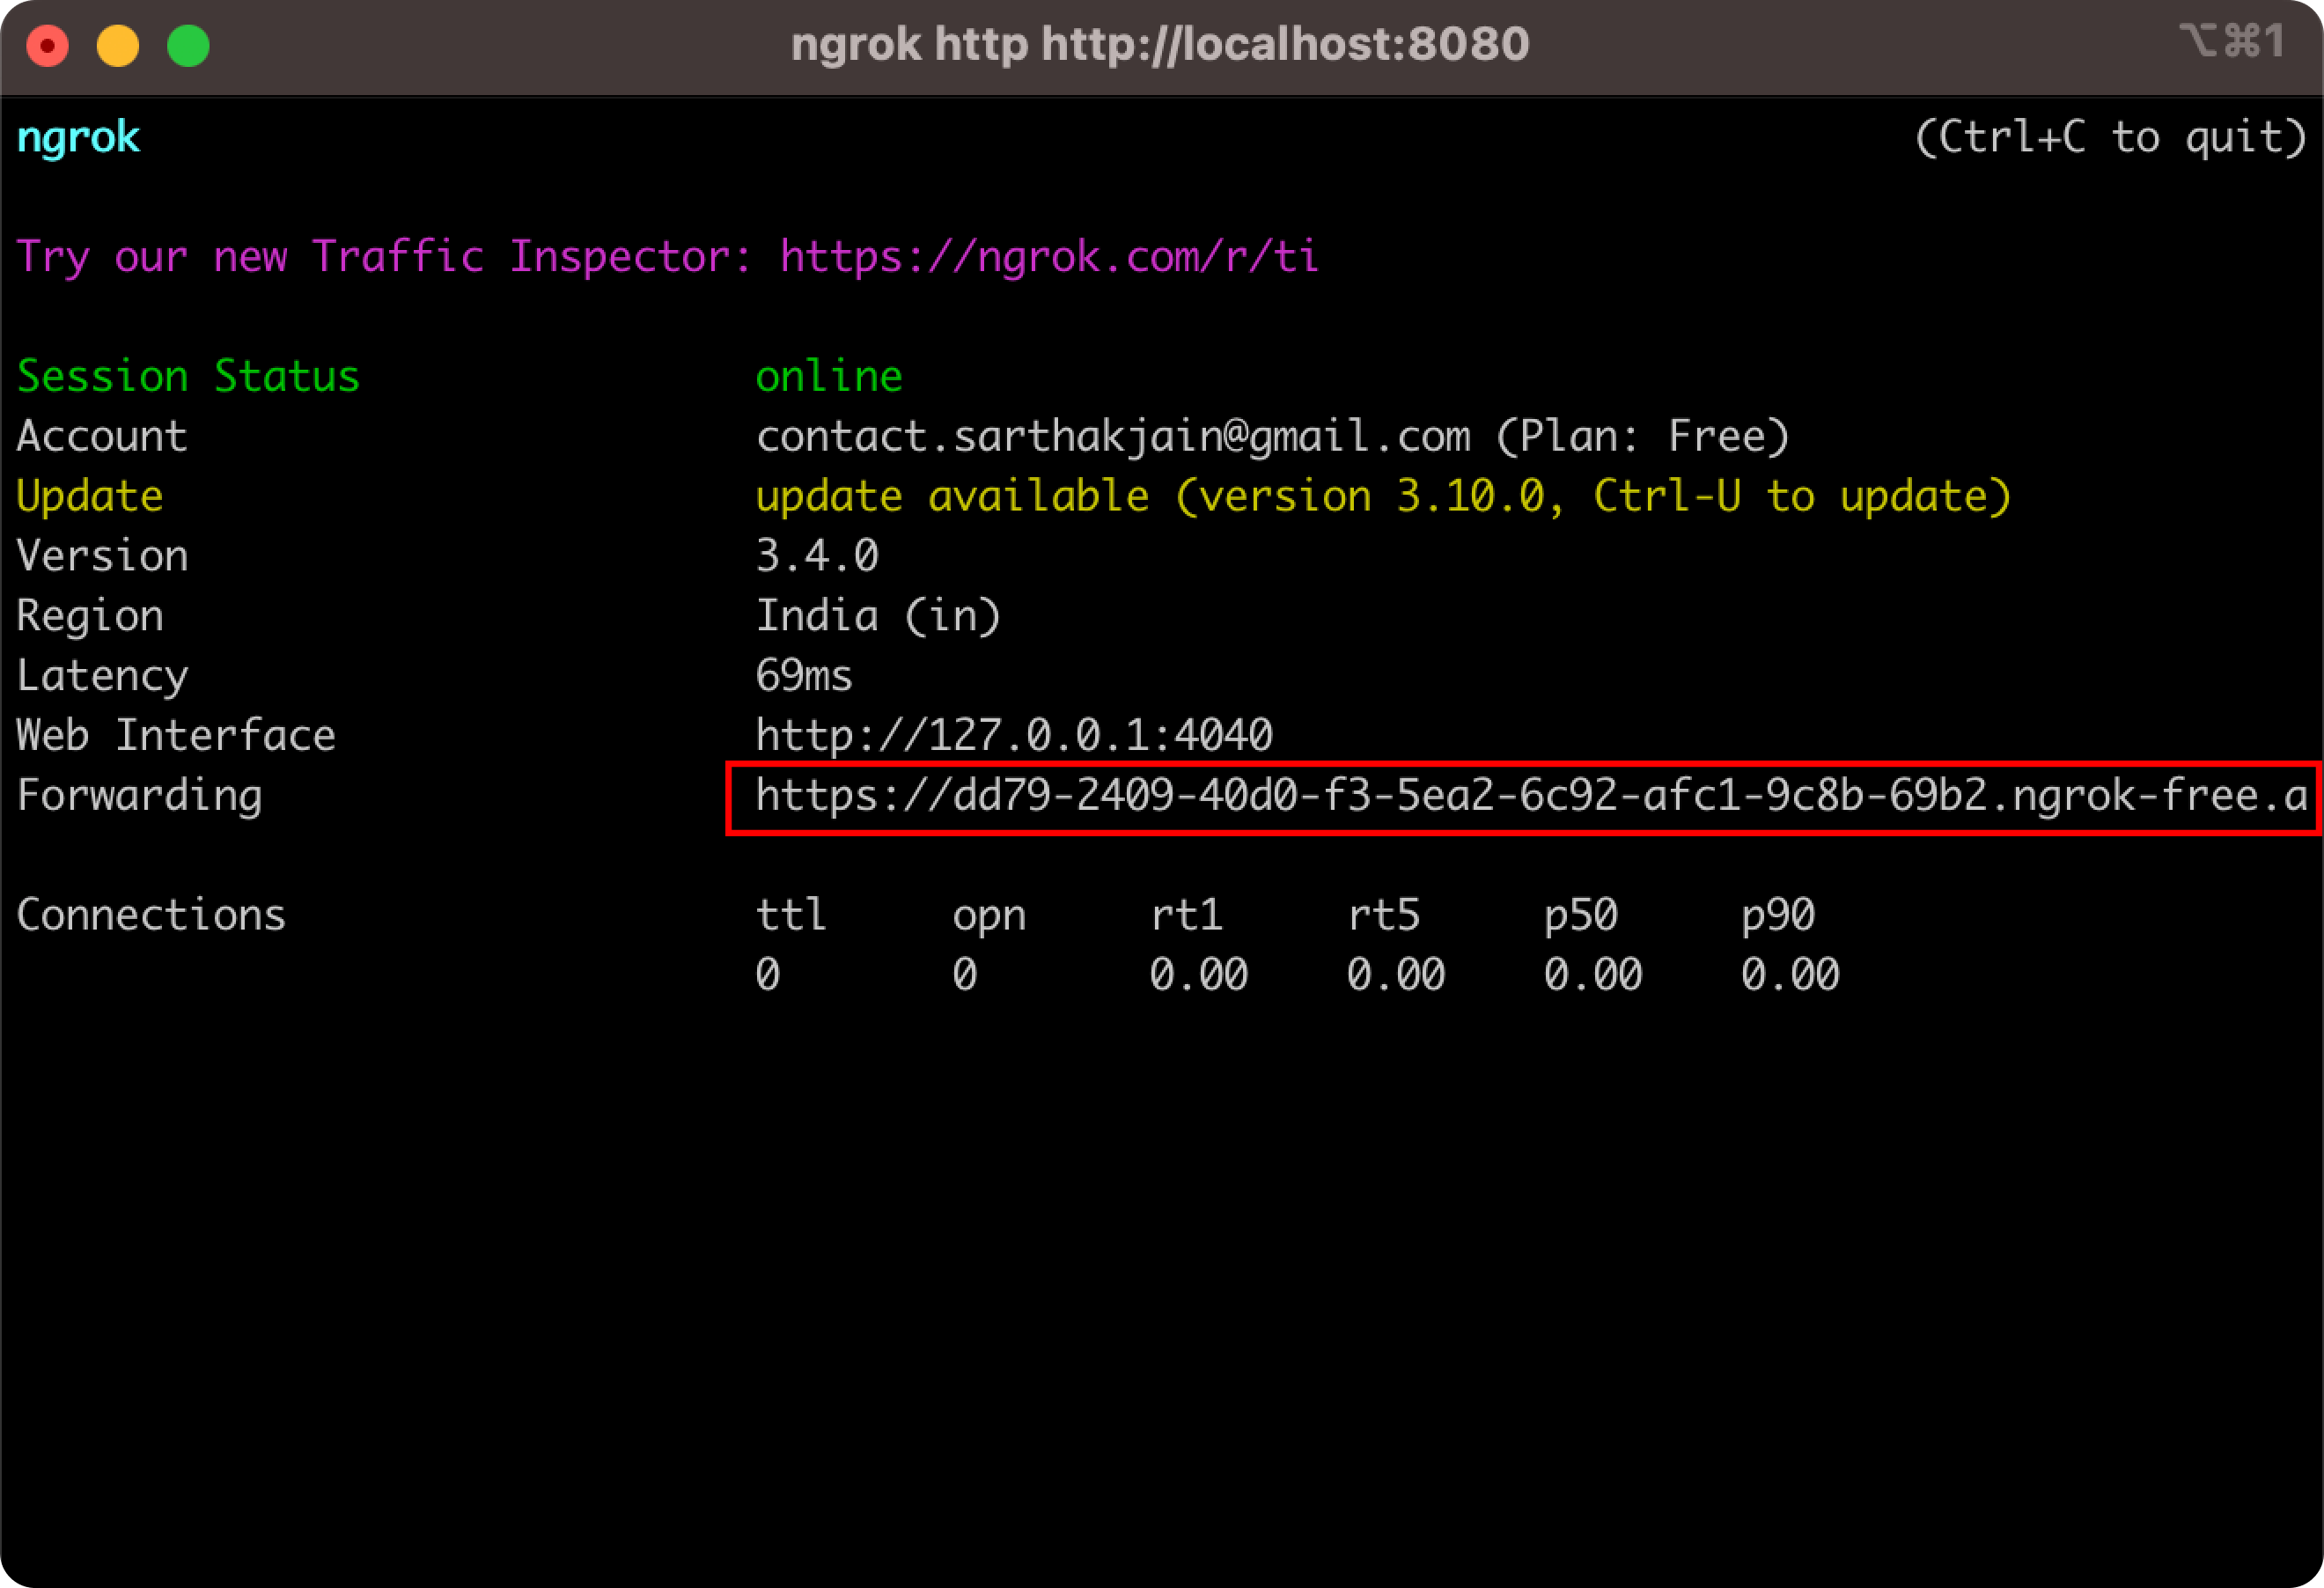 ngrok http http://localhost:8080 ⌥⌘1
ngrok (Ctrl+C to quit)
Try our new Traffic Inspector: https://ngrok.com/r/ti
Session Status online
Account contact.sarthakjain@gmail.com (Plan: Free)
Update update available (version 3.10.0, Ctrl-U to update)
Version 3.4.0
Region India (in)
Latency 69ms
Web Interface http://127.0.0.1:4040
Forwarding https://dd79-2409-40d0-f3-5ea2-6c92-afc1-9c8b-69b2.ngrok-free.a
Connections ttl opn rt1 rt5 p50 p90
0 0 0.00 0.00 0.00 0.00